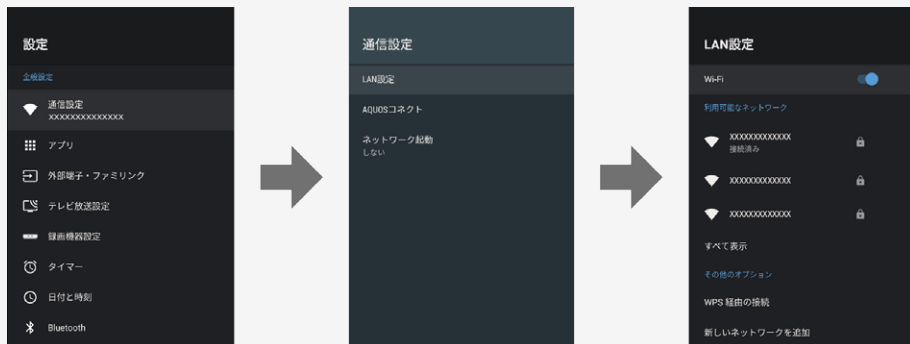 設定
全般設定
通信設定
XXXXXXXXXXXXXX
アプリ
外部端子・ファミリンク
テレビ放送設定
録画機器設定
タイマー
日付と時刻
Bluetooth
通信設定
LAN設定
AQUOSコネクト
ネットワーク起動
しない
LAN設定
Wi-Fi
利用可能なネットワーク
XXXXXXXXXXXXX
接続済み
XXXXXXXXXXXXX
XXXXXXXXXXXXX
すべて表示
その他のオプション
WPS 経由の接続
新しいネットワークを追加